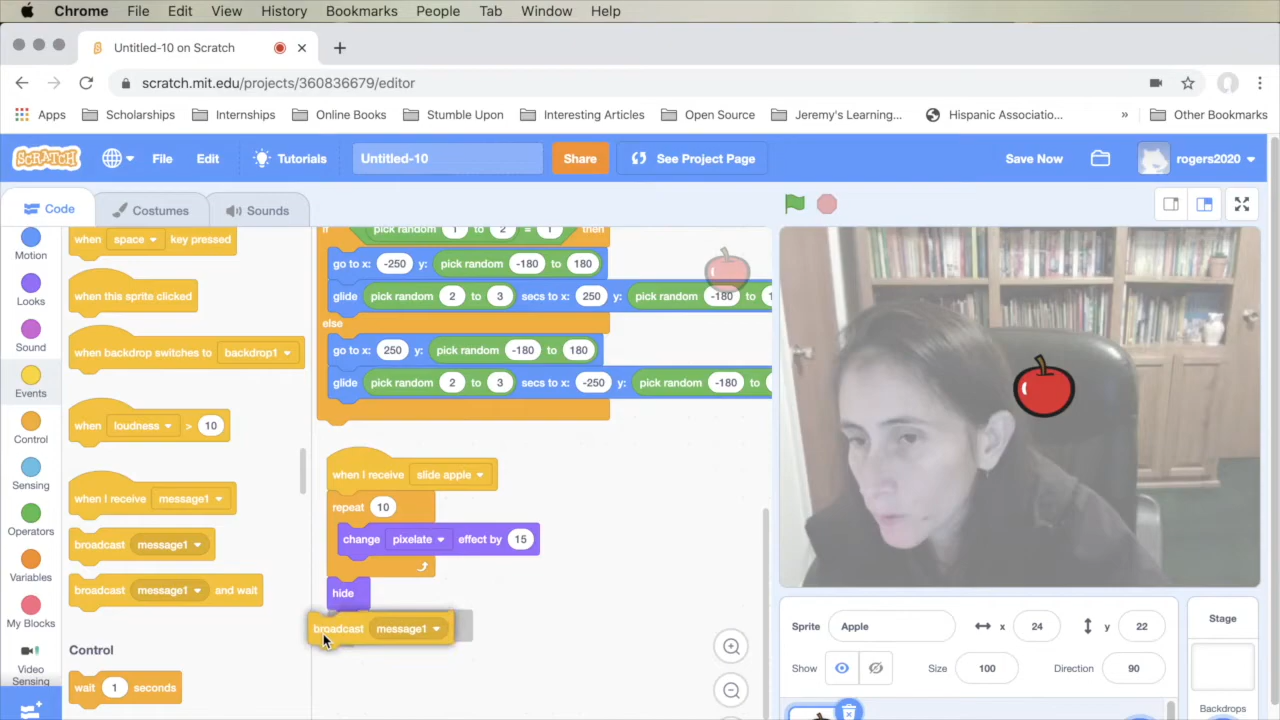 Chrome File Edit View History Bookmarks People Tab Window Help
Untitled-10 on Scratch
scratch.mit.edu/projects/360836679/editor
Apps Scholarships Internships Online Books Stumble Upon Interesting Articles Open Source Jeremy's Learning... Hispanic Associatio... » Other Bookmarks
SCRATCH File Edit Tutorials Untitled-10 Share See Project Page Save Now rogers2020
Code Costumes Sounds
Motion
Looks
Sound
Events
Control
Sensing
Operators
Variables
My Blocks
Video
Sensing
when space key pressed
when this sprite clicked
when backdrop switches to backdrop1
when loudness > 10
when I receive message1
broadcast message1
broadcast message1 and wait
Control
wait 1 seconds
if pick random 1 to 2 = 1 then
go to x: -250 y: pick random -180 to 180
glide pick random 2 to 3 secs to x: 250 y: pick random -180 to
else
go to x: 250 y: pick random -180 to 180
glide pick random 2 to 3 secs to x: -250 y: pick random -180 to
when I receive slide apple
repeat 10
change pixelate effect by 15
hide
broadcast message1
Sprite Apple x 24 y 22
Show Size 100 Direction 90
Stage
Backdrops